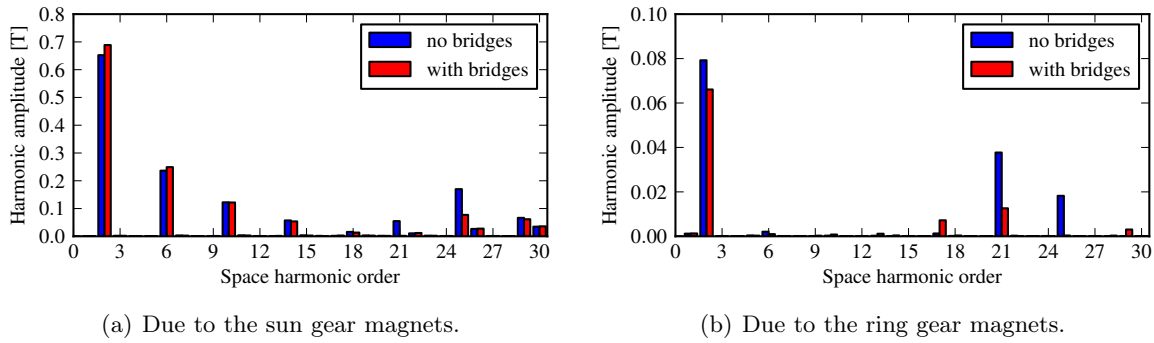 Harmonic amplitude [T]
0.8
0.7
0.6
0.5
0.4
0.3
0.2
0.1
0.0
0 3 6 9 12 15 18 21 24 27 30
Space harmonic order
no bridges
with bridges
(a) Due to the sun gear magnets.
Harmonic amplitude [T]
0.10
0.08
0.06
0.04
0.02
0.00
0 3 6 9 12 15 18 21 24 27 30
Space harmonic order
no bridges
with bridges
(b) Due to the ring gear magnets.